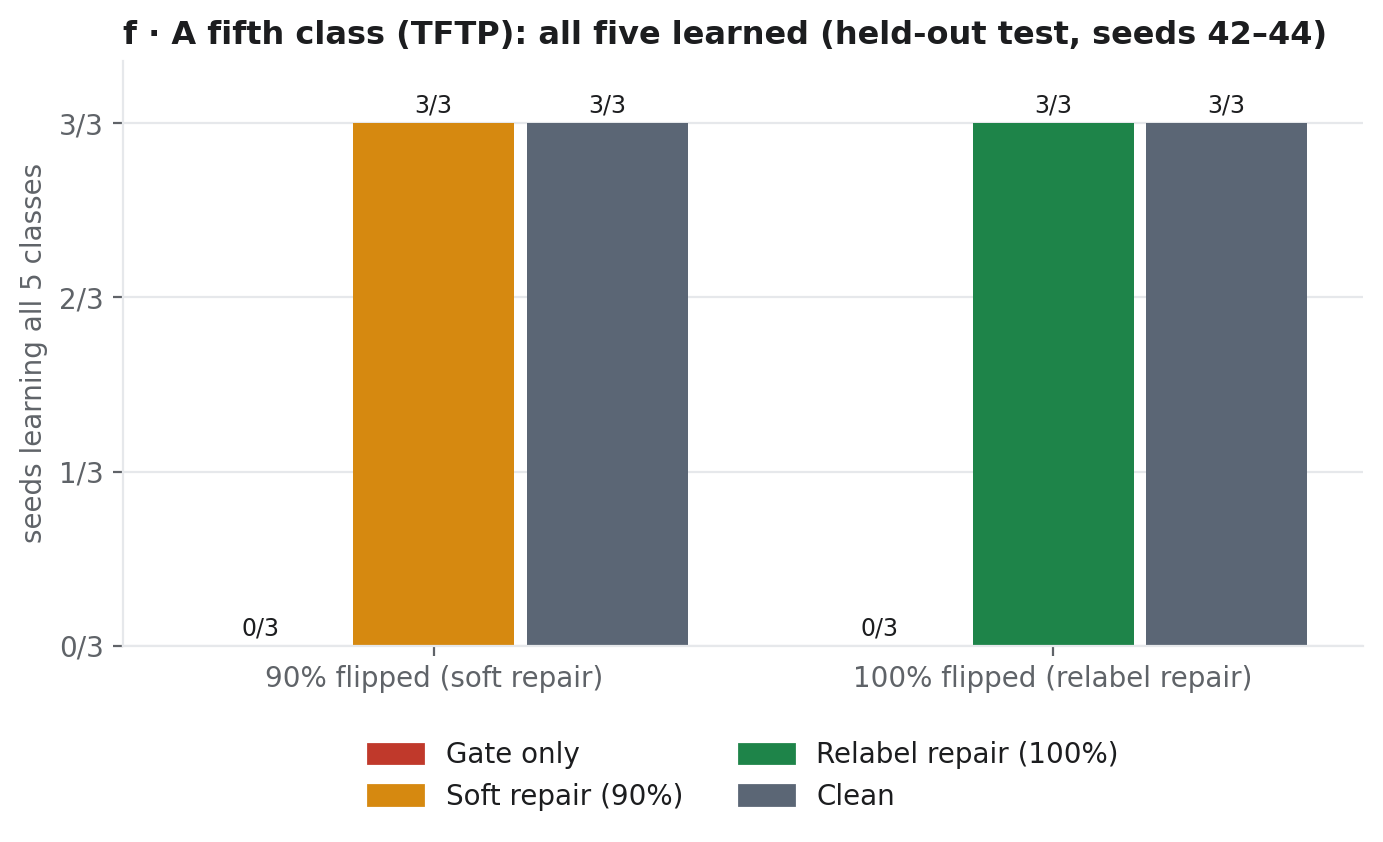 f · A fifth class (TFTP): all five learned (held-out test, seeds 42–44)
seeds learning all 5 classes
3/3
2/3
1/3
0/3
0/3
3/3
3/3
0/3
3/3
3/3
90% flipped (soft repair)
100% flipped (relabel repair)
Gate only
Soft repair (90%)
Relabel repair (100%)
Clean